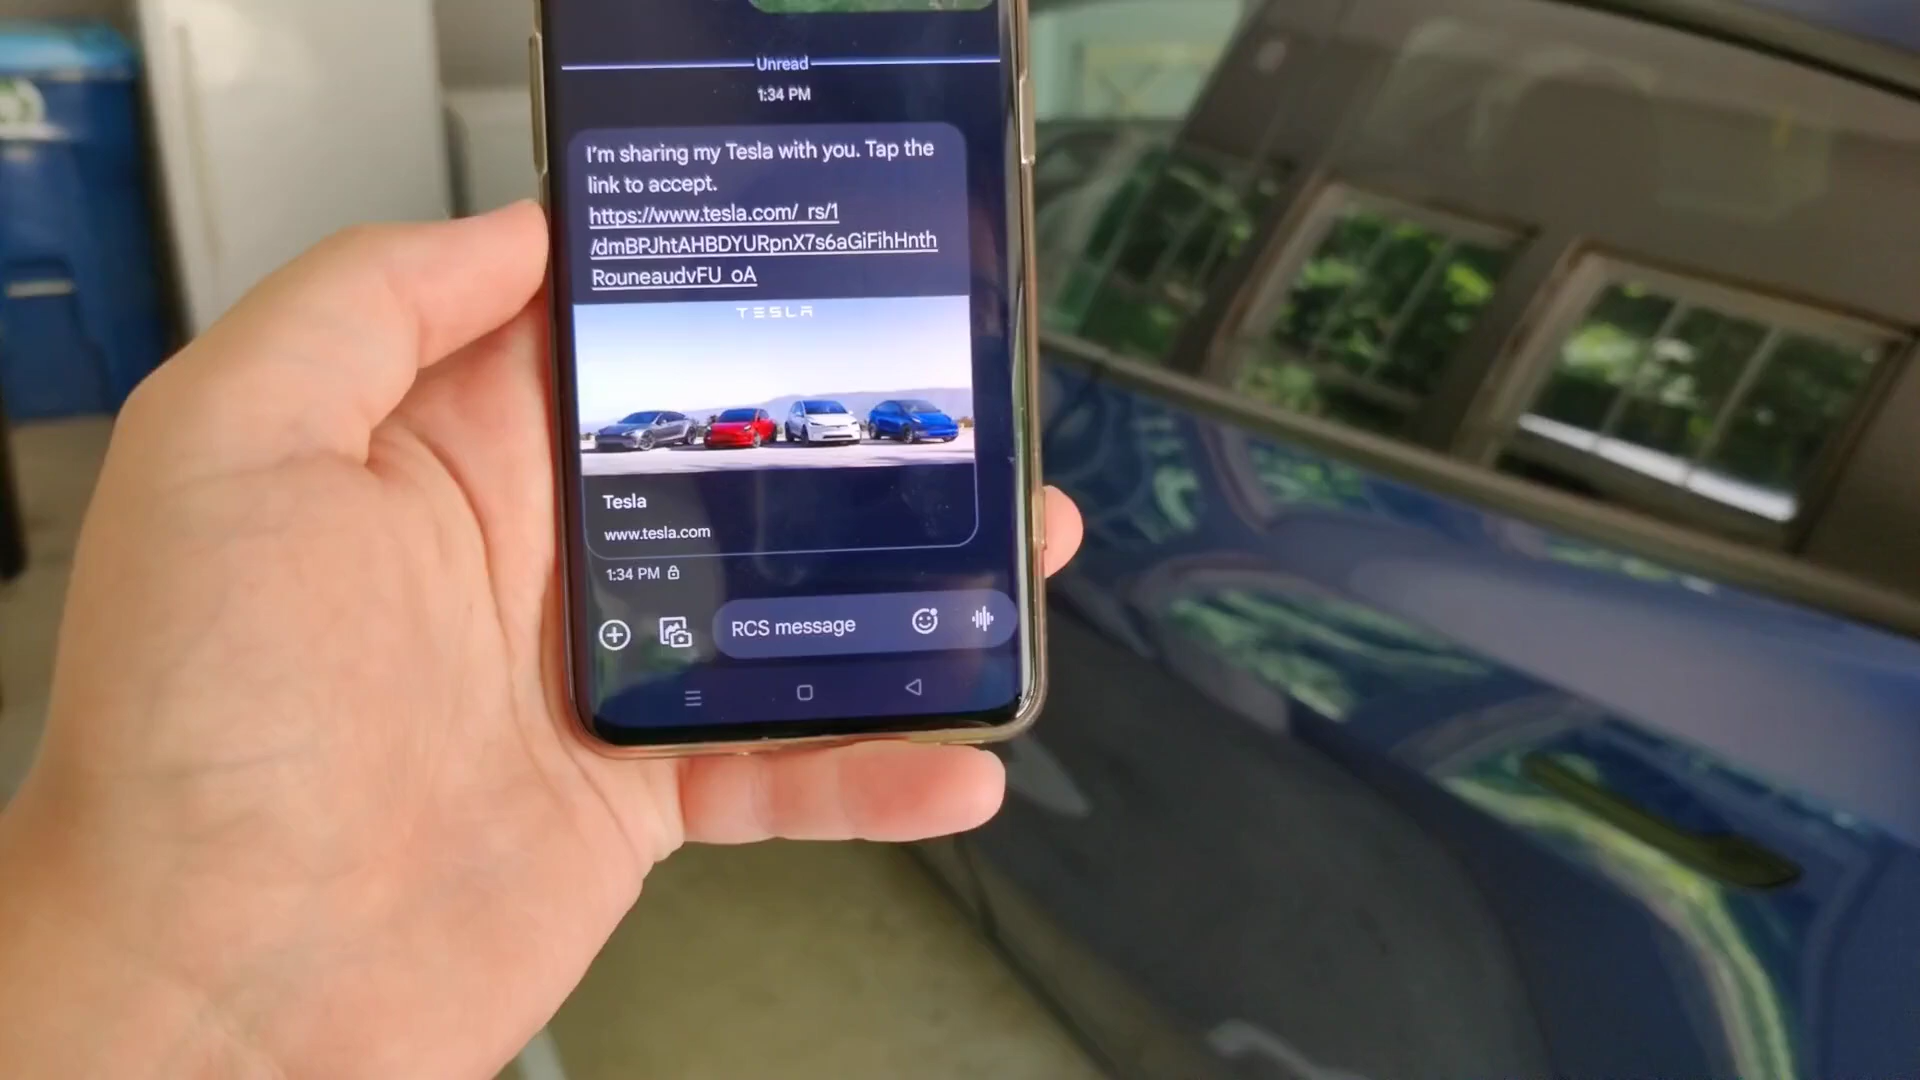 Unread
1:34 PM
I'm sharing my Tesla with you. Tap the
link to accept.
https://www.tesla.com/_rs/1
/dmBPJhtAHBDYURpnX7s6aGiFihHnth
RouneaudvFU_oA
TESLA
Tesla
www.tesla.com
1:34 PM
RCS message